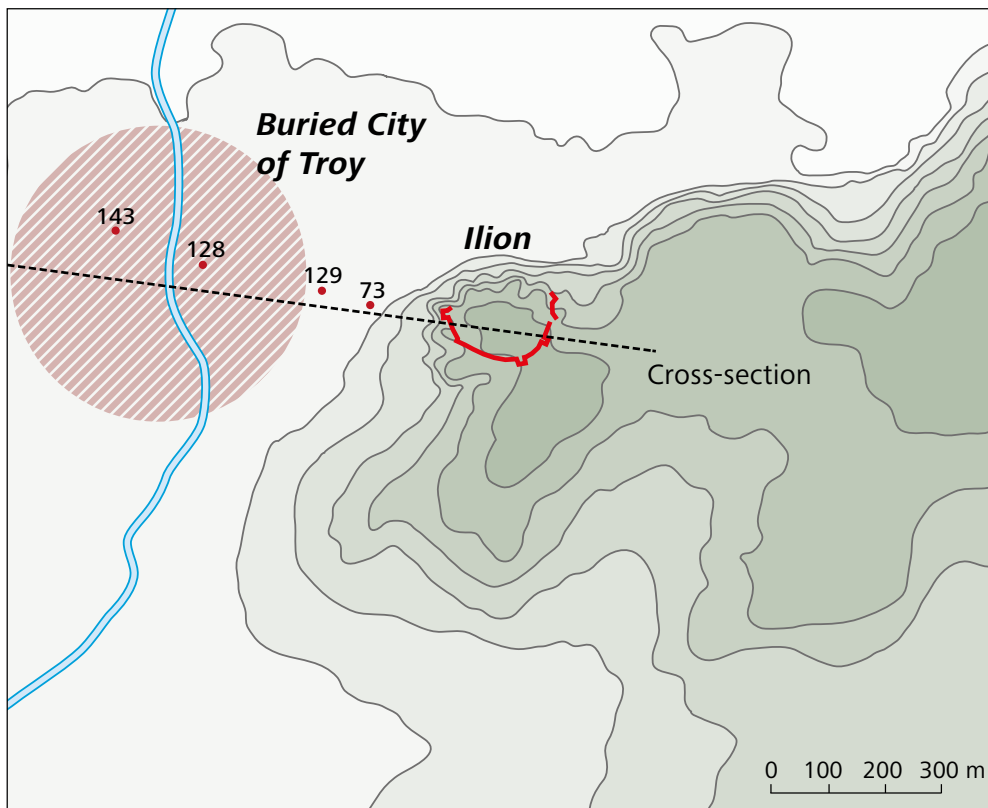 Buried City
of Troy
143
128
129
73
Ilion
Cross-section
0 100 200 300 m